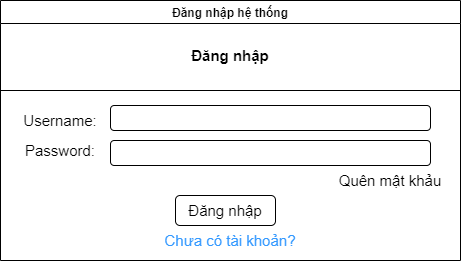 Đăng nhập hệ thống
Đăng nhập
Username:
Password:
Quên mật khẩu
Đăng nhập
Chưa có tài khoản?